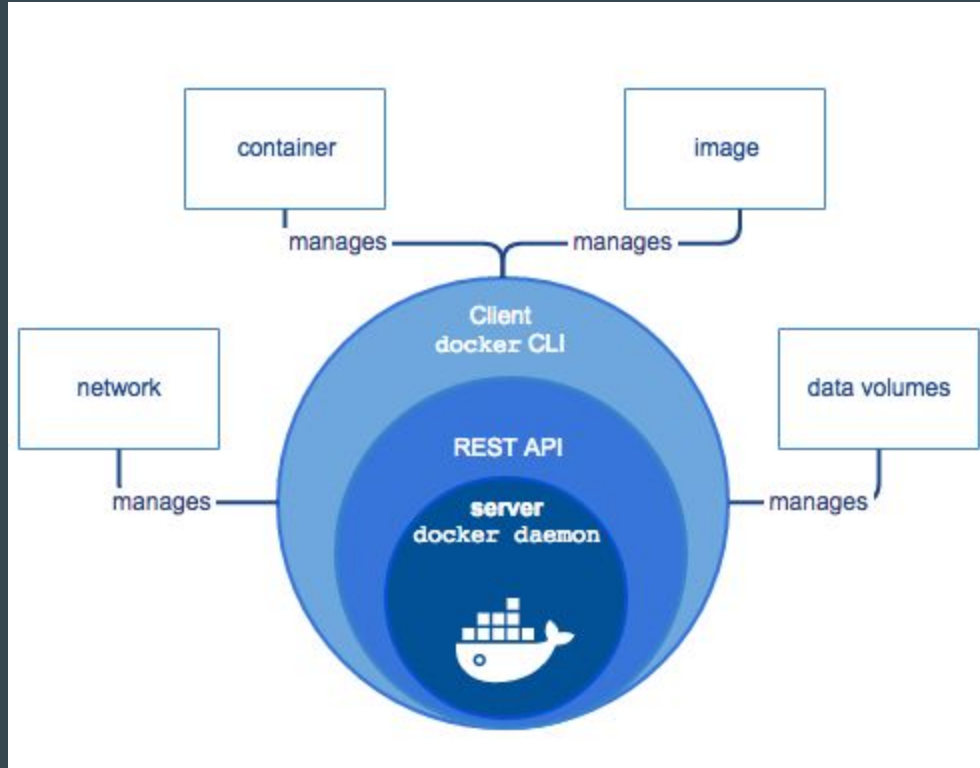 container
image
manages
manages
Client
docker CLI
network
data volumes
REST API
manages
manages
server
docker daemon